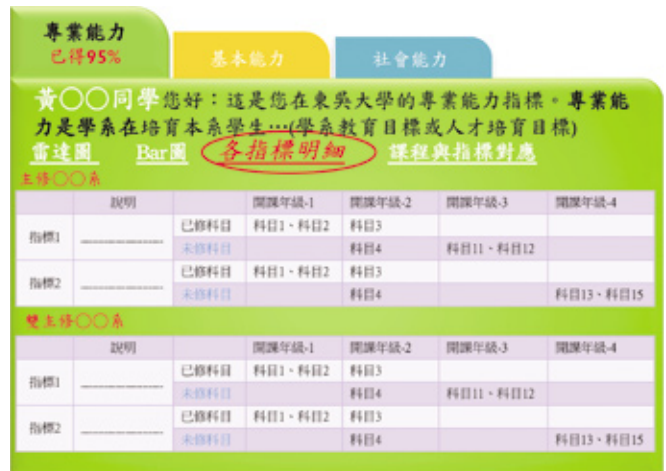 專業能力
已得95%
基本能力
社會能力
黃〇〇同學您好：這是您在東吳大學的專業能力指標。專業能
力是學系在培育本系學生…(學系教育目標或人才培育目標)
雷達圖 Bar圖 各指標明細 課程與指標對應
主修〇〇系
說明 開課年級-1 開課年級-2 開課年級-3 開課年級-4
指標1 已修科目 科目1、科目2 科目3
未修科目 科目4 科目11、科目12
指標2 已修科目 科目1、科目2 科目3
未修科目 科目4 科目13、科目15
雙主修〇〇系
說明 開課年級-1 開課年級-2 開課年級-3 開課年級-4
指標1 已修科目 科目1、科目2 科目3
未修科目 科目4 科目11、科目12
指標2 已修科目 科目1、科目2 科目3
未修科目 科目4 科目13、科目15